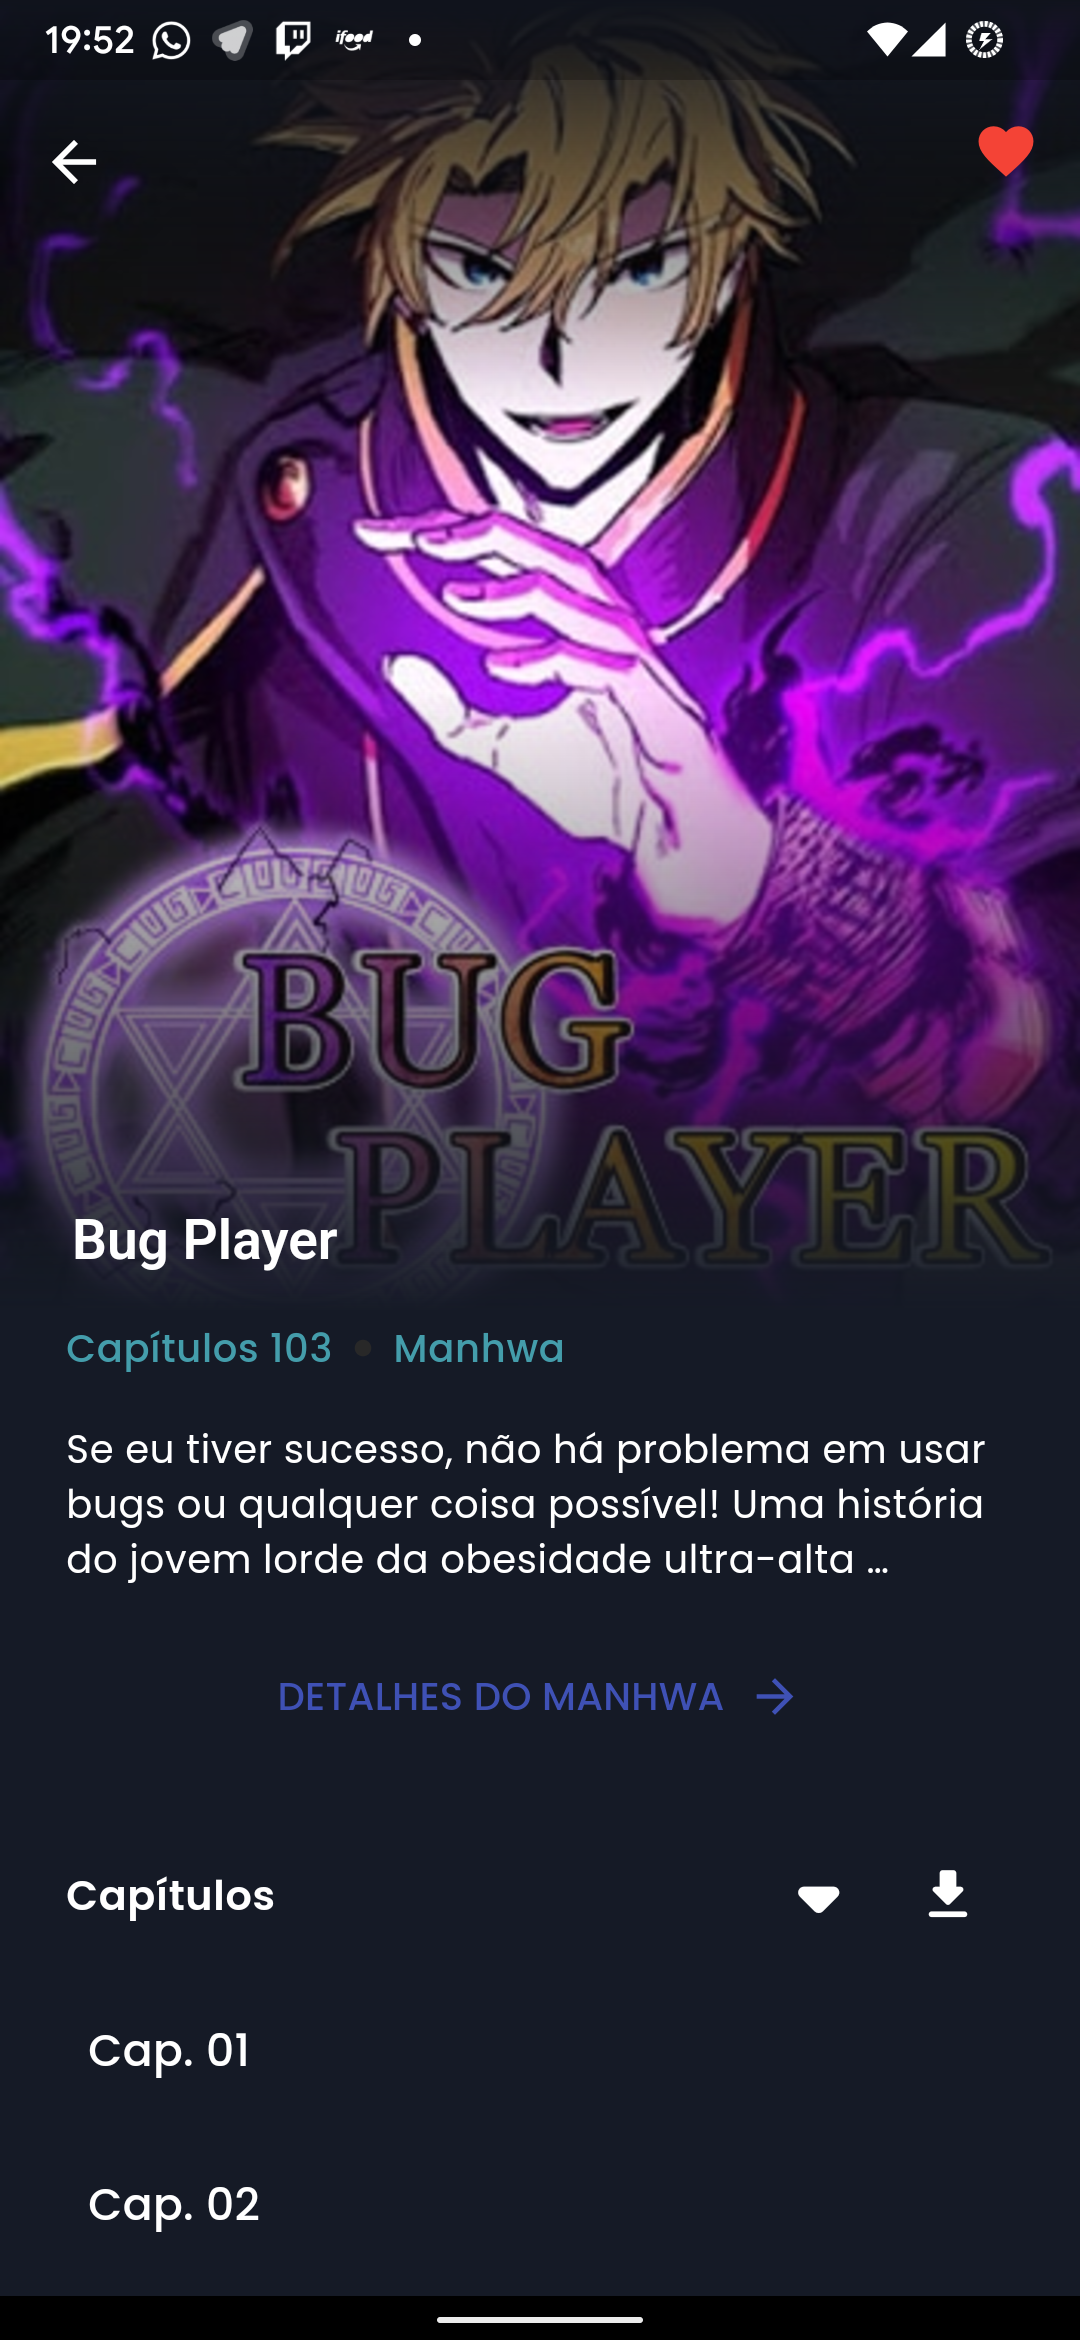 19:52
ifood
BUG
PLAYER
Bug Player
Capítulos 103 • Manhwa
Se eu tiver sucesso, não há problema em usar
bugs ou qualquer coisa possível! Uma história
do jovem lorde da obesidade ultra-alta ...
DETALHES DO MANHWA
Capítulos
Cap. 01
Cap. 02